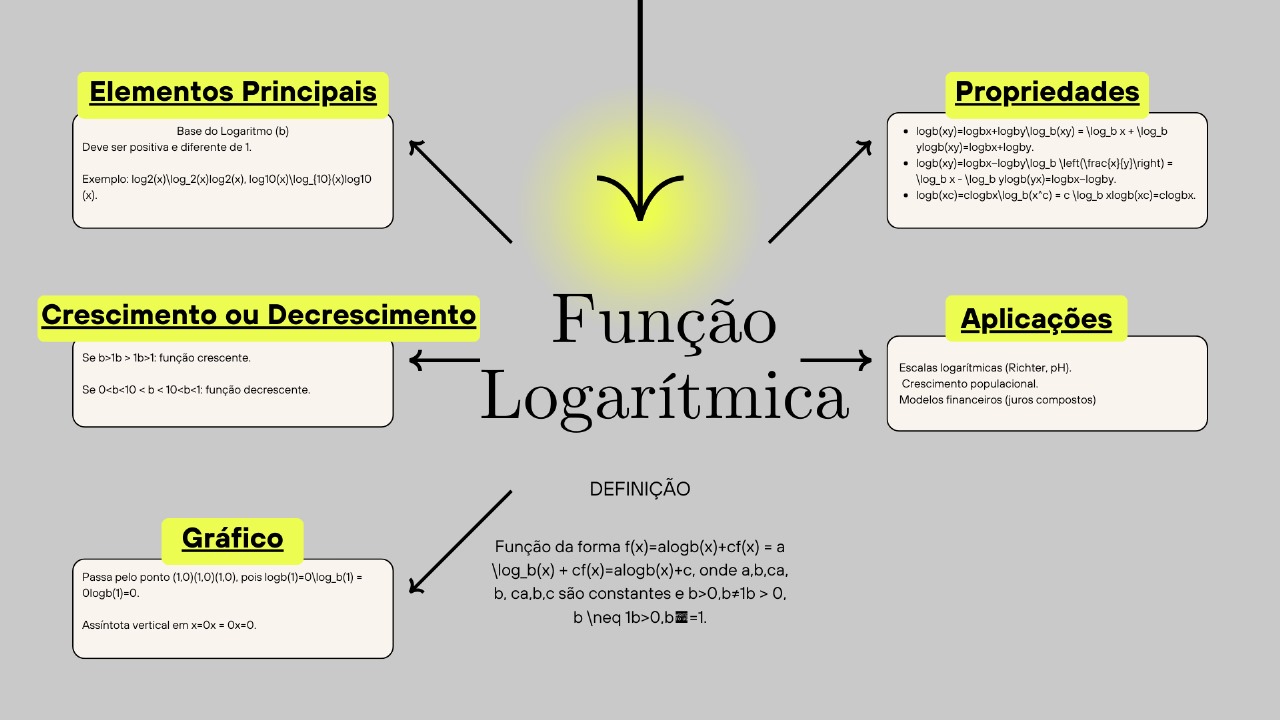 Elementos Principais
Base do Logaritmo (b)
Deve ser positiva e diferente de 1.
Exemplo: log2(x)\log_2(x)log2(x), log10(x)\log_{10}(x)log10
(x).
Propriedades
logb(xy)=logbx+logby\log_b(xy) = \log_b x + \log_b
ylogb(xy)=logbx+logby.
logb(xy)=logbx−logby\log_b \left(\frac{x}{y}\right) =
\log_b x - \log_b ylogb(yx)=logbx−logby.
logb(xc)=clogbx\log_b(x^c) = c \log_b xlogb(xc)=clogbx.
Crescimento ou Decrescimento
Se b>1b > 1b>1: função crescente.
Se 0<b<10 < b < 10<b<1: função decrescente.
Função
Logarítmica
Aplicações
Escalas logarítmicas (Richter, pH).
Crescimento populacional.
Modelos financeiros (juros compostos)
Gráfico
Passa pelo ponto (1,0)(1,0)(1,0), pois logb(1)=0\log_b(1) =
0logb(1)=0.
Assíntota vertical em x=0x = 0x=0.
DEFINIÇÃO
Função da forma f(x)=alogb(x)+cf(x) = a
\log_b(x) + cf(x)=alogb(x)+c, onde a,b,ca,
b, ca,b,c são constantes e b>0,b≠1b > 0,
b \neq 1b>0,b=1.